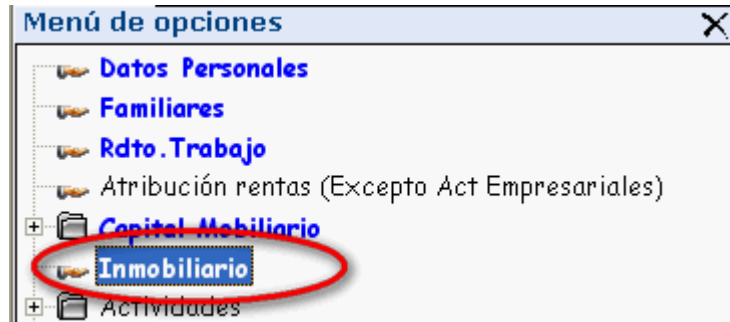 Menú de opciones
Datos Personales
Familiares
Rdto.Trabajo
Atribución rentas (Excepto Act Empresariales)
Capital Mobiliario
Inmobiliario
Actividades